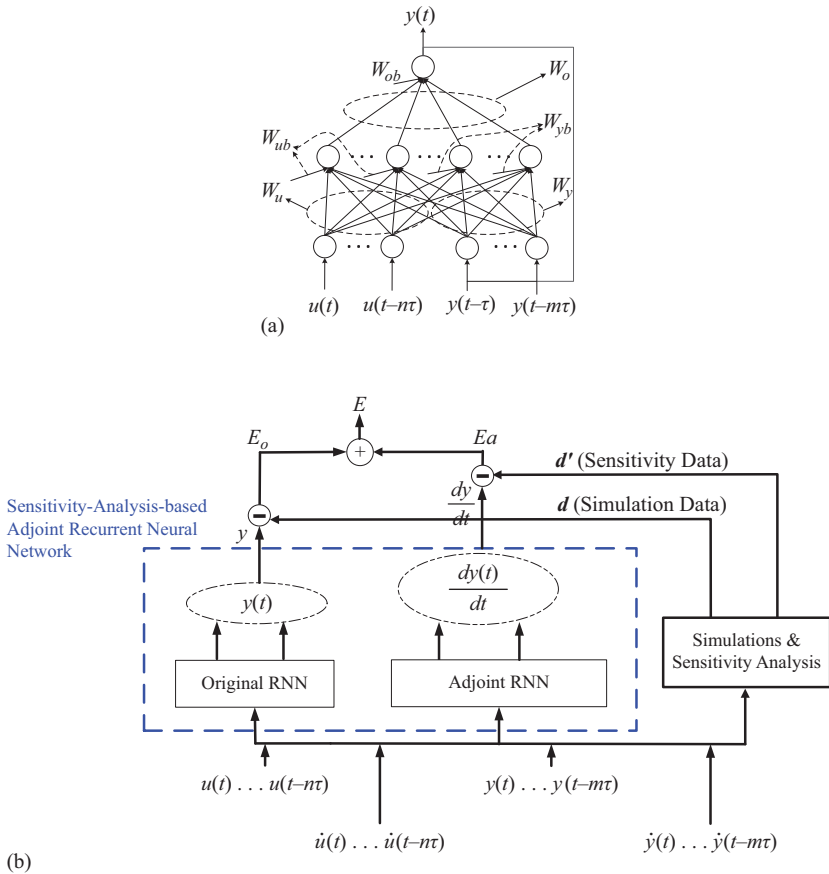 y(t)
W_ob
W_o
W_ub
W_yb
W_u
W_y
u(t) u(t–nτ) y(t–τ) y(t–mτ)
(a)
E
E_o
Ea
+
d' (Sensitivity Data)
dy
dt
d (Simulation Data)
Sensitivity-Analysis-based
Adjoint Recurrent Neural
Network
y
y(t)
dy(t)
dt
Original RNN
Adjoint RNN
Simulations &
Sensitivity Analysis
u(t) . . . u(t–nτ)
y(t) . . . y(t–mτ)
u̇(t) . . . u̇(t–nτ)
ẏ(t) . . . ẏ(t–mτ)
(b)